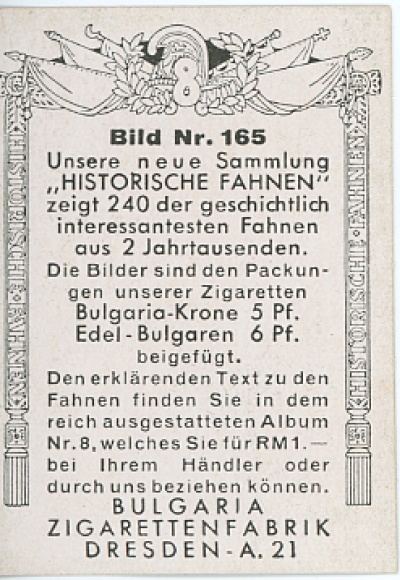 8
Bild Nr. 165
Unsere neue Sammlung
„HISTORISCHE FAHNEN"
zeigt 240 der geschichtlich
interessantesten Fahnen
aus 2 Jahrtausenden.
Die Bilder sind den Packun-
gen unserer Zigaretten
Bulgaria-Krone 5 Pf.
Edel-Bulgaren 6 Pf.
beigefügt.
Den erklärenden Text zu den
Fahnen finden Sie in dem
reich ausgestatteten Album
Nr. 8, welches Sie für RM 1.—
bei Ihrem Händler oder
durch uns beziehen können.
BULGARIA
ZIGARETTENFABRIK
DRESDEN-A. 21
HISTORISCHE FAHNEN
HISTORISCHE · FAHNEN